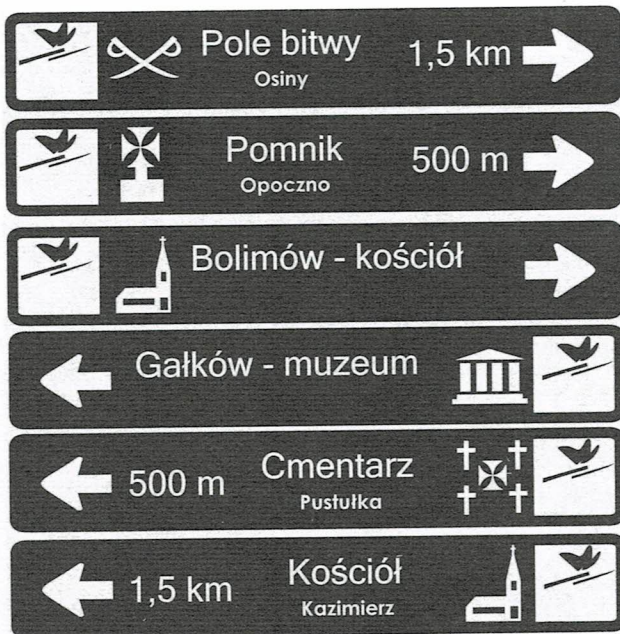 Pole bitwy 1,5 km
Osiny
Pomnik 500 m
Opoczno
Bolimów - kościół
Gałków - muzeum
500 m Cmentarz
Pustułka
1,5 km Kościół
Kazimierz